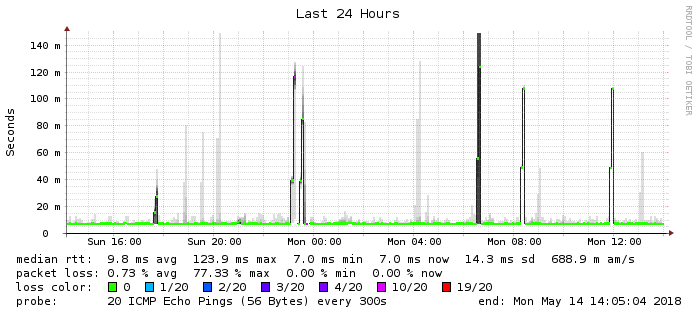 Last 24 Hours
RRDTOOL / TOBI OETIKER
Seconds
140 m
120 m
100 m
80 m
60 m
40 m
20 m
0
Sun 16:00 Sun 20:00 Mon 00:00 Mon 04:00 Mon 08:00 Mon 12:00
median rtt: 9.8 ms avg 123.9 ms max 7.0 ms min 7.0 ms now 14.3 ms sd 688.9 m am/s
packet loss: 0.73 % avg 77.33 % max 0.00 % min 0.00 % now
loss color: 0 1/20 2/20 3/20 4/20 10/20 19/20
probe: 20 ICMP Echo Pings (56 Bytes) every 300s end: Mon May 14 14:05:04 2018